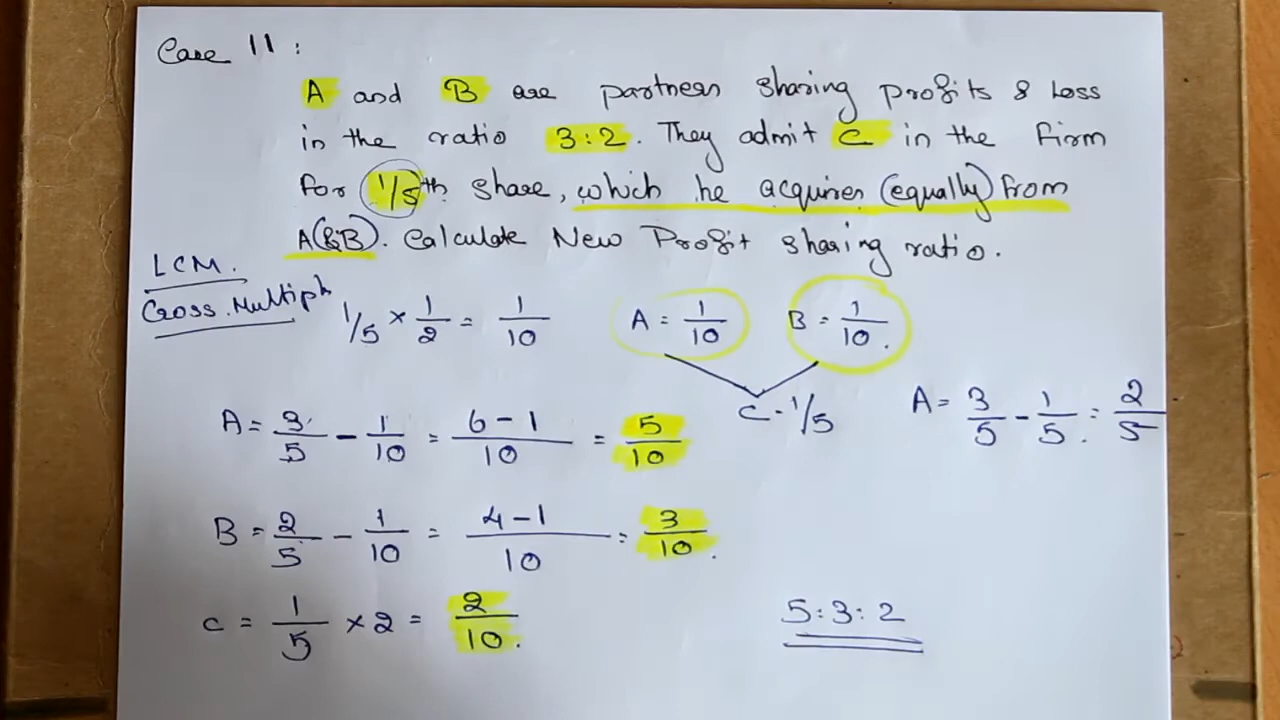 Case 11:
A and B are partners sharing profits & Loss
in the ratio 3:2. They admit C in the Firm
for 1/5th share, which he acquires (equally) from
A(&B). Calculate New Profit sharing ratio.
LCM.
Cross. Multiph
1/5 × 1/2 = 1/10
A = 1/10 B = 1/10.
C - 1/5
A = 3/5 - 1/5 = 2/5
A = 3/5 - 1/10 = 6-1/10 = 5/10
B = 2/5 - 1/10 = 4-1/10 = 3/10.
C = 1/5 × 2 = 2/10.
5:3:2